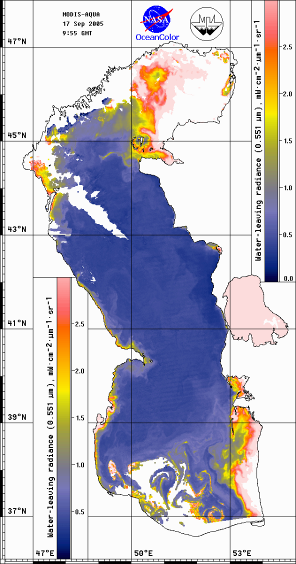 MODIS-AQUA
17 Sep 2005
9:55 GMT
NASA
OceanColor
47°N
45°N
43°N
41°N
39°N
37°N
47°E
50°E
53°E
Water-leaving radiance (0.551 μm), mW·cm⁻²·μm⁻¹·sr⁻¹
2.5
2.0
1.5
1.0
0.5
0.0
Water-leaving radiance (0.551 μm), mW·cm⁻²·μm⁻¹·sr⁻¹
2.5
2.0
1.5
1.0
0.5